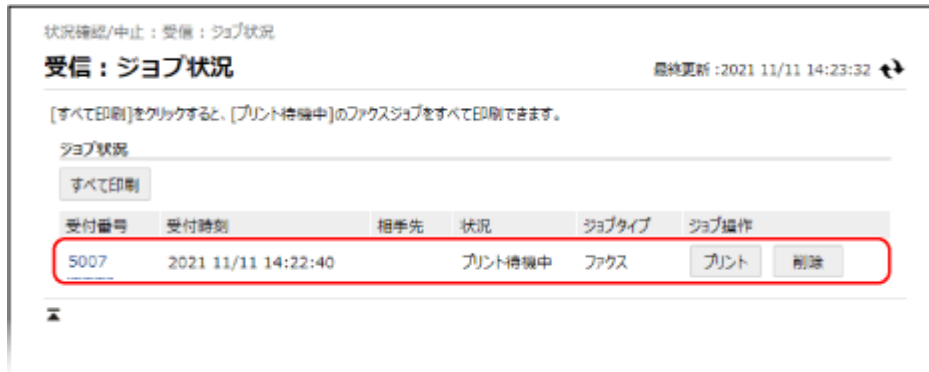 状況確認/中止 : 受信 : ジョブ状況
受信 : ジョブ状況
最終更新 :2021 11/11 14:23:32
[すべて印刷]をクリックすると、[プリント待機中]のファクスジョブをすべて印刷できます。
ジョブ状況
すべて印刷
受付番号 受付時刻 相手先 状況 ジョブタイプ ジョブ操作
5007 2021 11/11 14:22:40 プリント待機中 ファクス プリント 削除